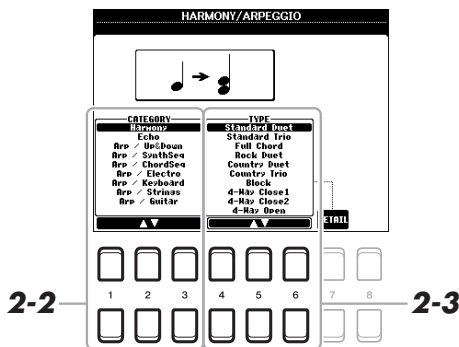 HARMONY/ARPEGGIO
CATEGORY
Harmony
Echo
Arp / Up&Down
Arp / SynthSeq
Arp / ChordSeq
Arp / Electro
Arp / Keyboard
Arp / Strings
Arp / Guitar
TYPE
Standard Duet
Standard Trio
Full Chord
Rock Duet
Country Duet
Country Trio
Block
4-Way Close1
4-Way Close2
4-Way Open
ETAIL
2-2
1 2 3 4 5 6 7 8
2-3